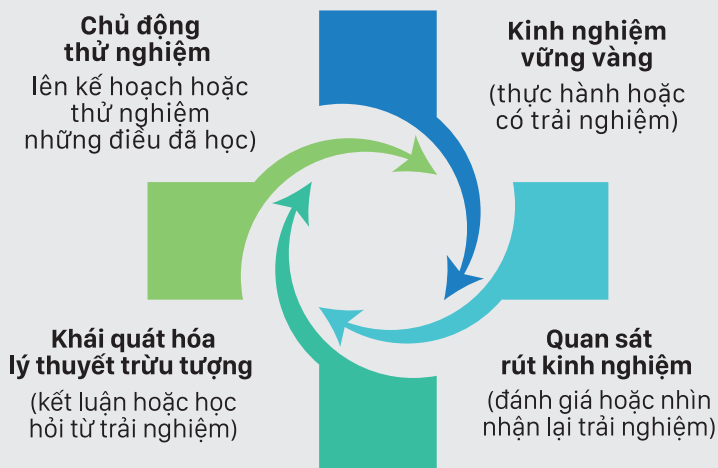 Chủ động
thử nghiệm
lên kế hoạch hoặc
thử nghiệm
những điều đã học)
Kinh nghiệm
vững vàng
(thực hành hoặc
có trải nghiệm)
Khái quát hóa
lý thuyết trừu tượng
(kết luận hoặc học
hỏi từ trải nghiệm)
Quan sát
rút kinh nghiệm
(đánh giá hoặc nhìn
nhận lại trải nghiệm)